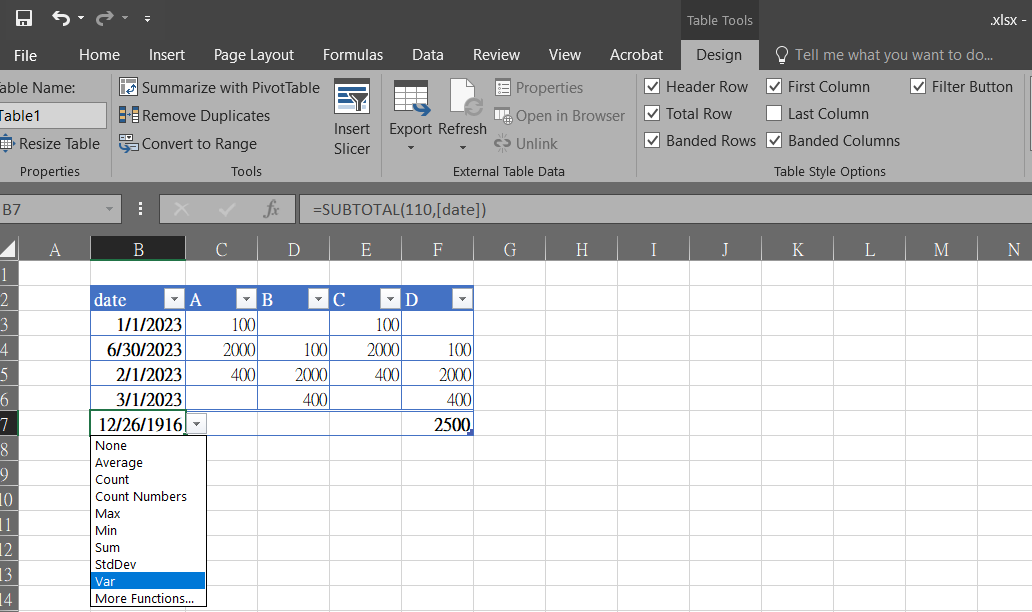 Table Tools
.xlsx -
File Home Insert Page Layout Formulas Data Review View Acrobat Design Tell me what you want to do...
able Name:
Table1
Resize Table
Properties
Summarize with PivotTable
Remove Duplicates
Convert to Range
Tools
Insert
Slicer
Export
Refresh
Properties
Open in Browser
Unlink
External Table Data
Header Row First Column Filter Button
Total Row Last Column
Banded Rows Banded Columns
Table Style Options
B7 fx =SUBTOTAL(110,[date])
A B C D E F G H I J K L M N
1
2 date A B C D
3 1/1/2023 100 100
4 6/30/2023 2000 100 2000 100
5 2/1/2023 400 2000 400 2000
6 3/1/2023 400 400
7 12/26/1916 2500
8
9
10
11
12
13
14
None
Average
Count
Count Numbers
Max
Min
Sum
StdDev
Var
More Functions...